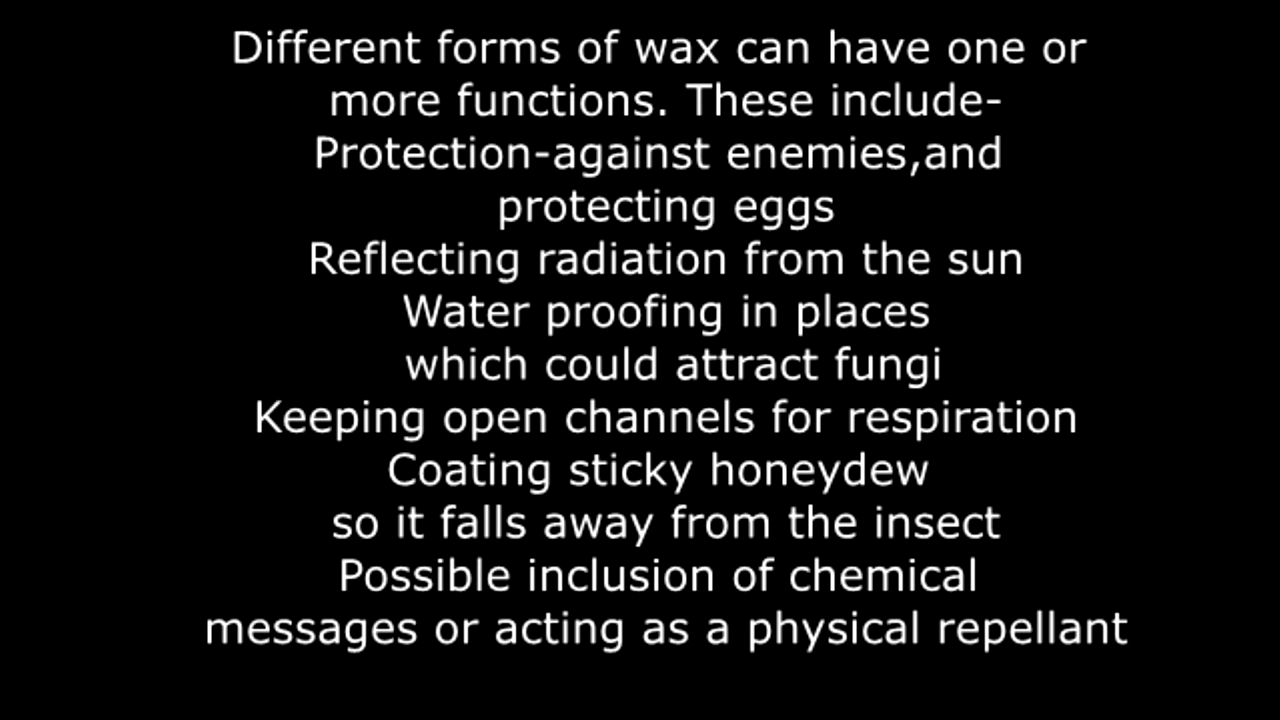 Different forms of wax can have one or
more functions. These include-
Protection-against enemies,and
protecting eggs
Reflecting radiation from the sun
Water proofing in places
which could attract fungi
Keeping open channels for respiration
Coating sticky honeydew
so it falls away from the insect
Possible inclusion of chemical
messages or acting as a physical repellant